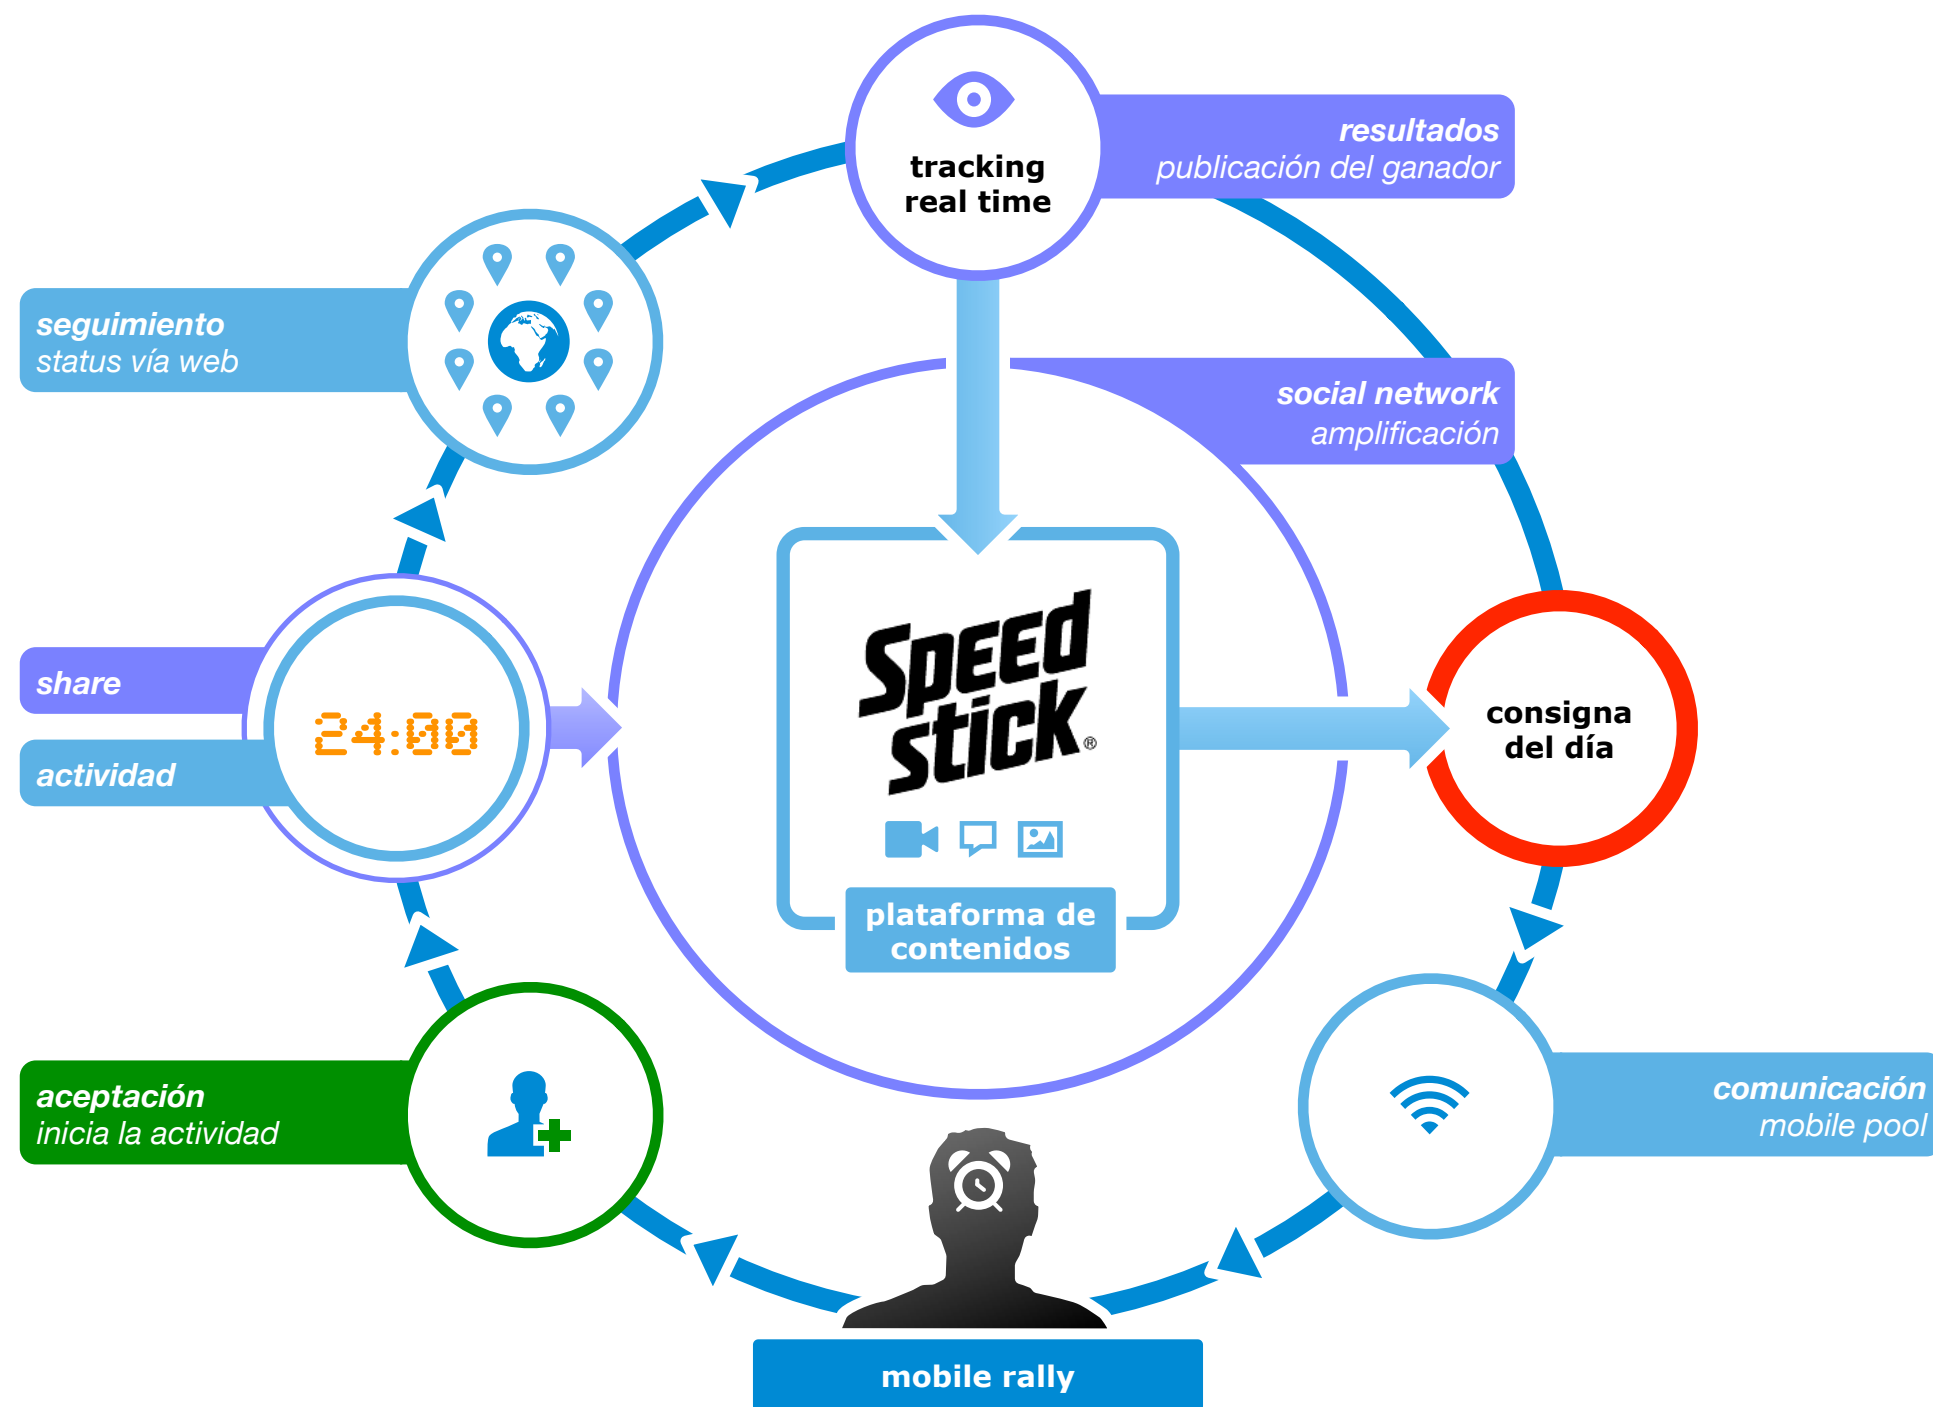 tracking
real time
resultados
publicación del ganador
seguimiento
status vía web
social network
amplificación
share
actividad
24:00
Speed
stick®
plataforma de
contenidos
consigna
del día
aceptación
inicia la actividad
comunicación
mobile pool
mobile rally